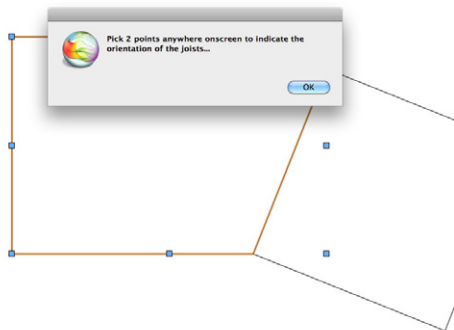 Pick 2 points anywhere onscreen to indicate the
orientation of the joists...
OK